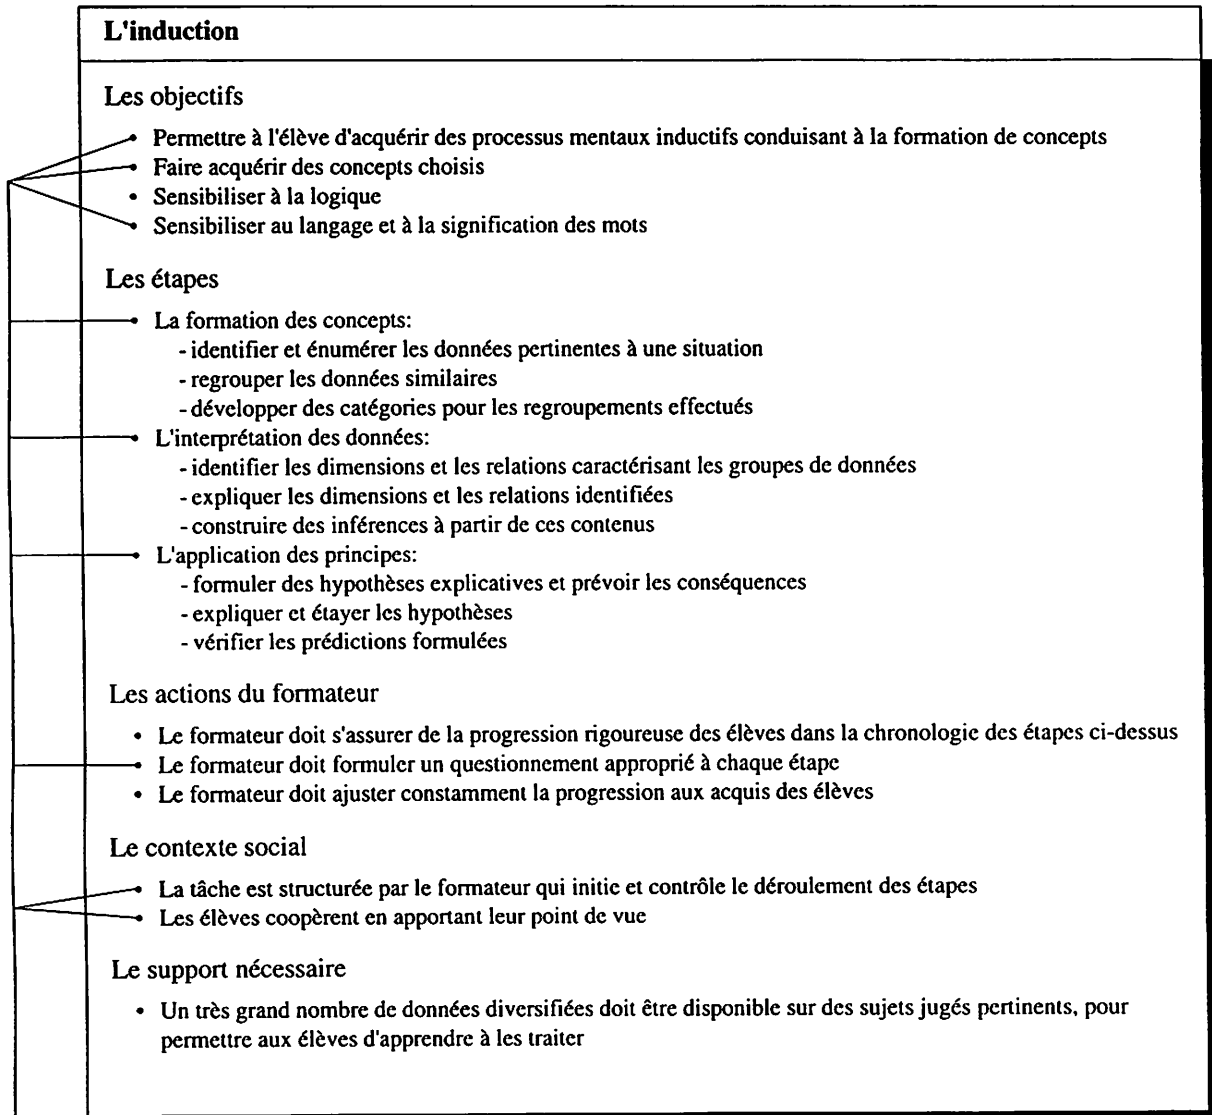 L'induction
Les objectifs
• Permettre à l'élève d'acquérir des processus mentaux inductifs conduisant à la formation de concepts
• Faire acquérir des concepts choisis
• Sensibiliser à la logique
• Sensibiliser au langage et à la signification des mots
Les étapes
• La formation des concepts:
- identifier et énumérer les données pertinentes à une situation
- regrouper les données similaires
- développer des catégories pour les regroupements effectués
• L'interprétation des données:
- identifier les dimensions et les relations caractérisant les groupes de données
- expliquer les dimensions et les relations identifiées
- construire des inférences à partir de ces contenus
• L'application des principes:
- formuler des hypothèses explicatives et prévoir les conséquences
- expliquer et étayer les hypothèses
- vérifier les prédictions formulées
Les actions du formateur
• Le formateur doit s'assurer de la progression rigoureuse des élèves dans la chronologie des étapes ci-dessus
• Le formateur doit formuler un questionnement approprié à chaque étape
• Le formateur doit ajuster constamment la progression aux acquis des élèves
Le contexte social
• La tâche est structurée par le formateur qui initie et contrôle le déroulement des étapes
• Les élèves coopèrent en apportant leur point de vue
Le support nécessaire
• Un très grand nombre de données diversifiées doit être disponible sur des sujets jugés pertinents, pour
permettre aux élèves d'apprendre à les traiter